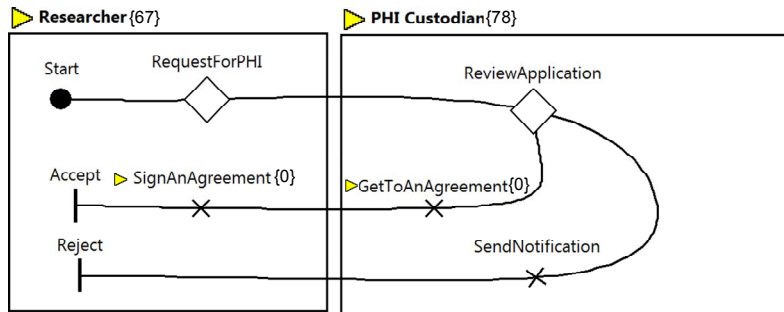 Researcher{67}
PHI Custodian{78}
Start
RequestForPHI
ReviewApplication
Accept
SignAnAgreement{0}
GetToAnAgreement{0}
Reject
SendNotification